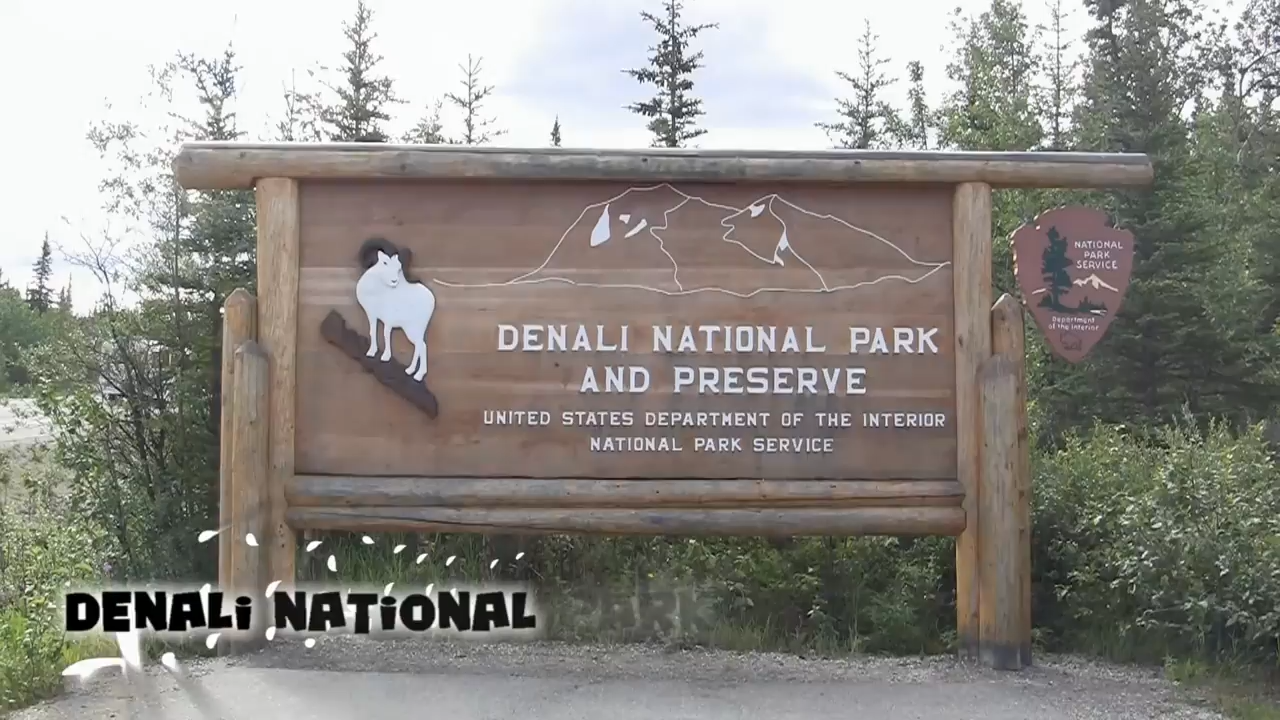 DENALI NATIONAL PARK
AND PRESERVE
UNITED STATES DEPARTMENT OF THE INTERIOR
NATIONAL PARK SERVICE
NATIONAL
PARK
SERVICE
Department
of the Interior
DENALi NATiONAL PARK